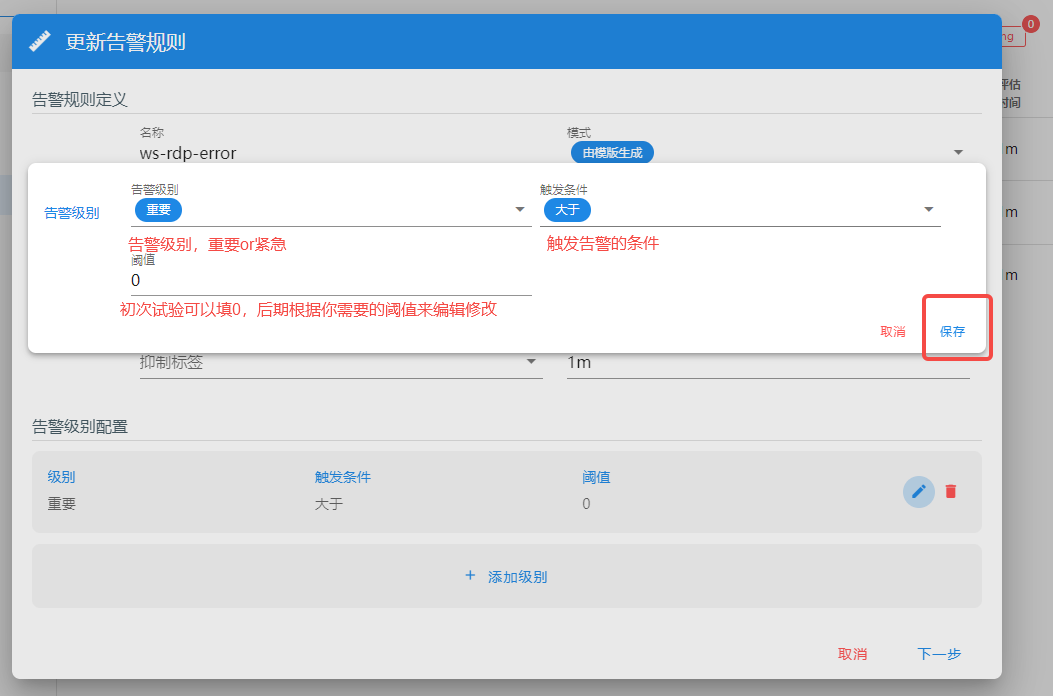 更新告警规则
0
ng
评估
时间
告警规则定义
名称
模式
ws-rdp-error
由模版生成
m
告警级别
告警级别
触发条件
重要
大于
m
告警级别，重要or紧急
触发告警的条件
阈值
0
m
初次试验可以填0，后期根据你需要的阈值来编辑修改
取消
保存
抑制标签
1m
告警级别配置
级别
触发条件
阈值
重要
大于
0
+ 添加级别
取消
下一步